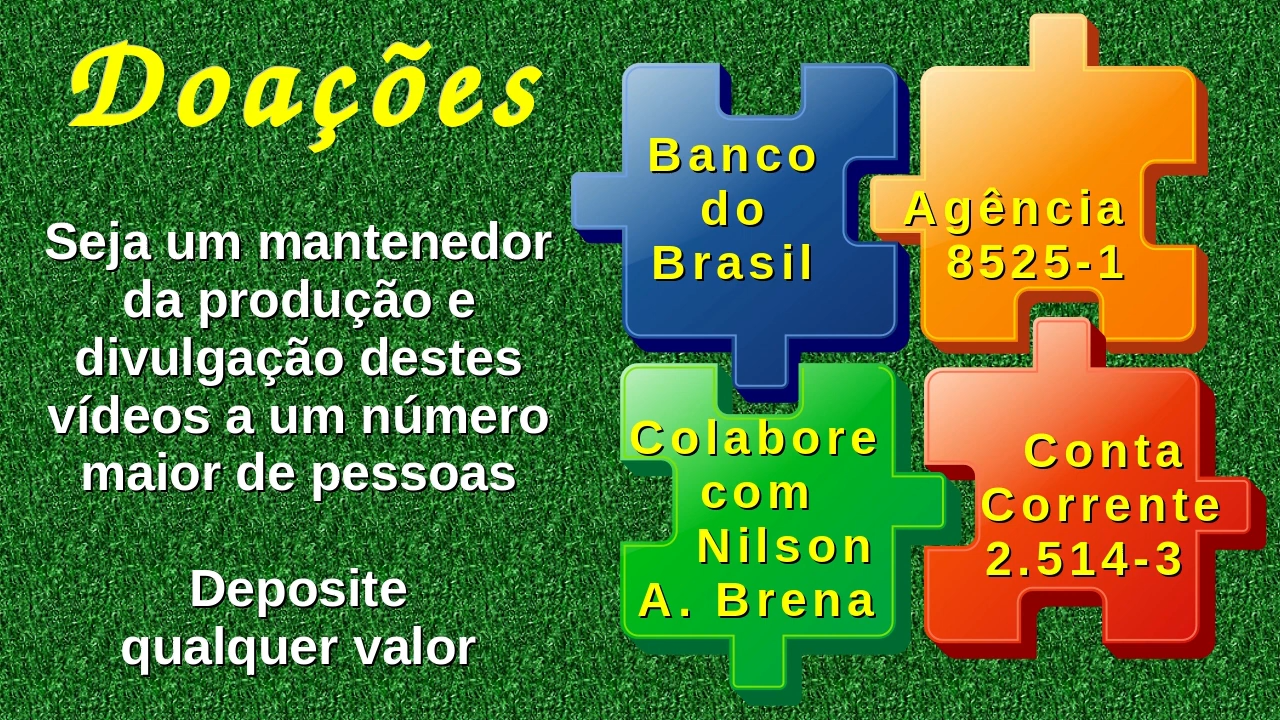 Doações
Seja um mantenedor
da produção e
divulgação destes
vídeos a um número
maior de pessoas
Deposite
qualquer valor
Banco
do
Brasil
Agência
8525-1
Colabore
com
Nilson
A. Brena
Conta
Corrente
2.514-3